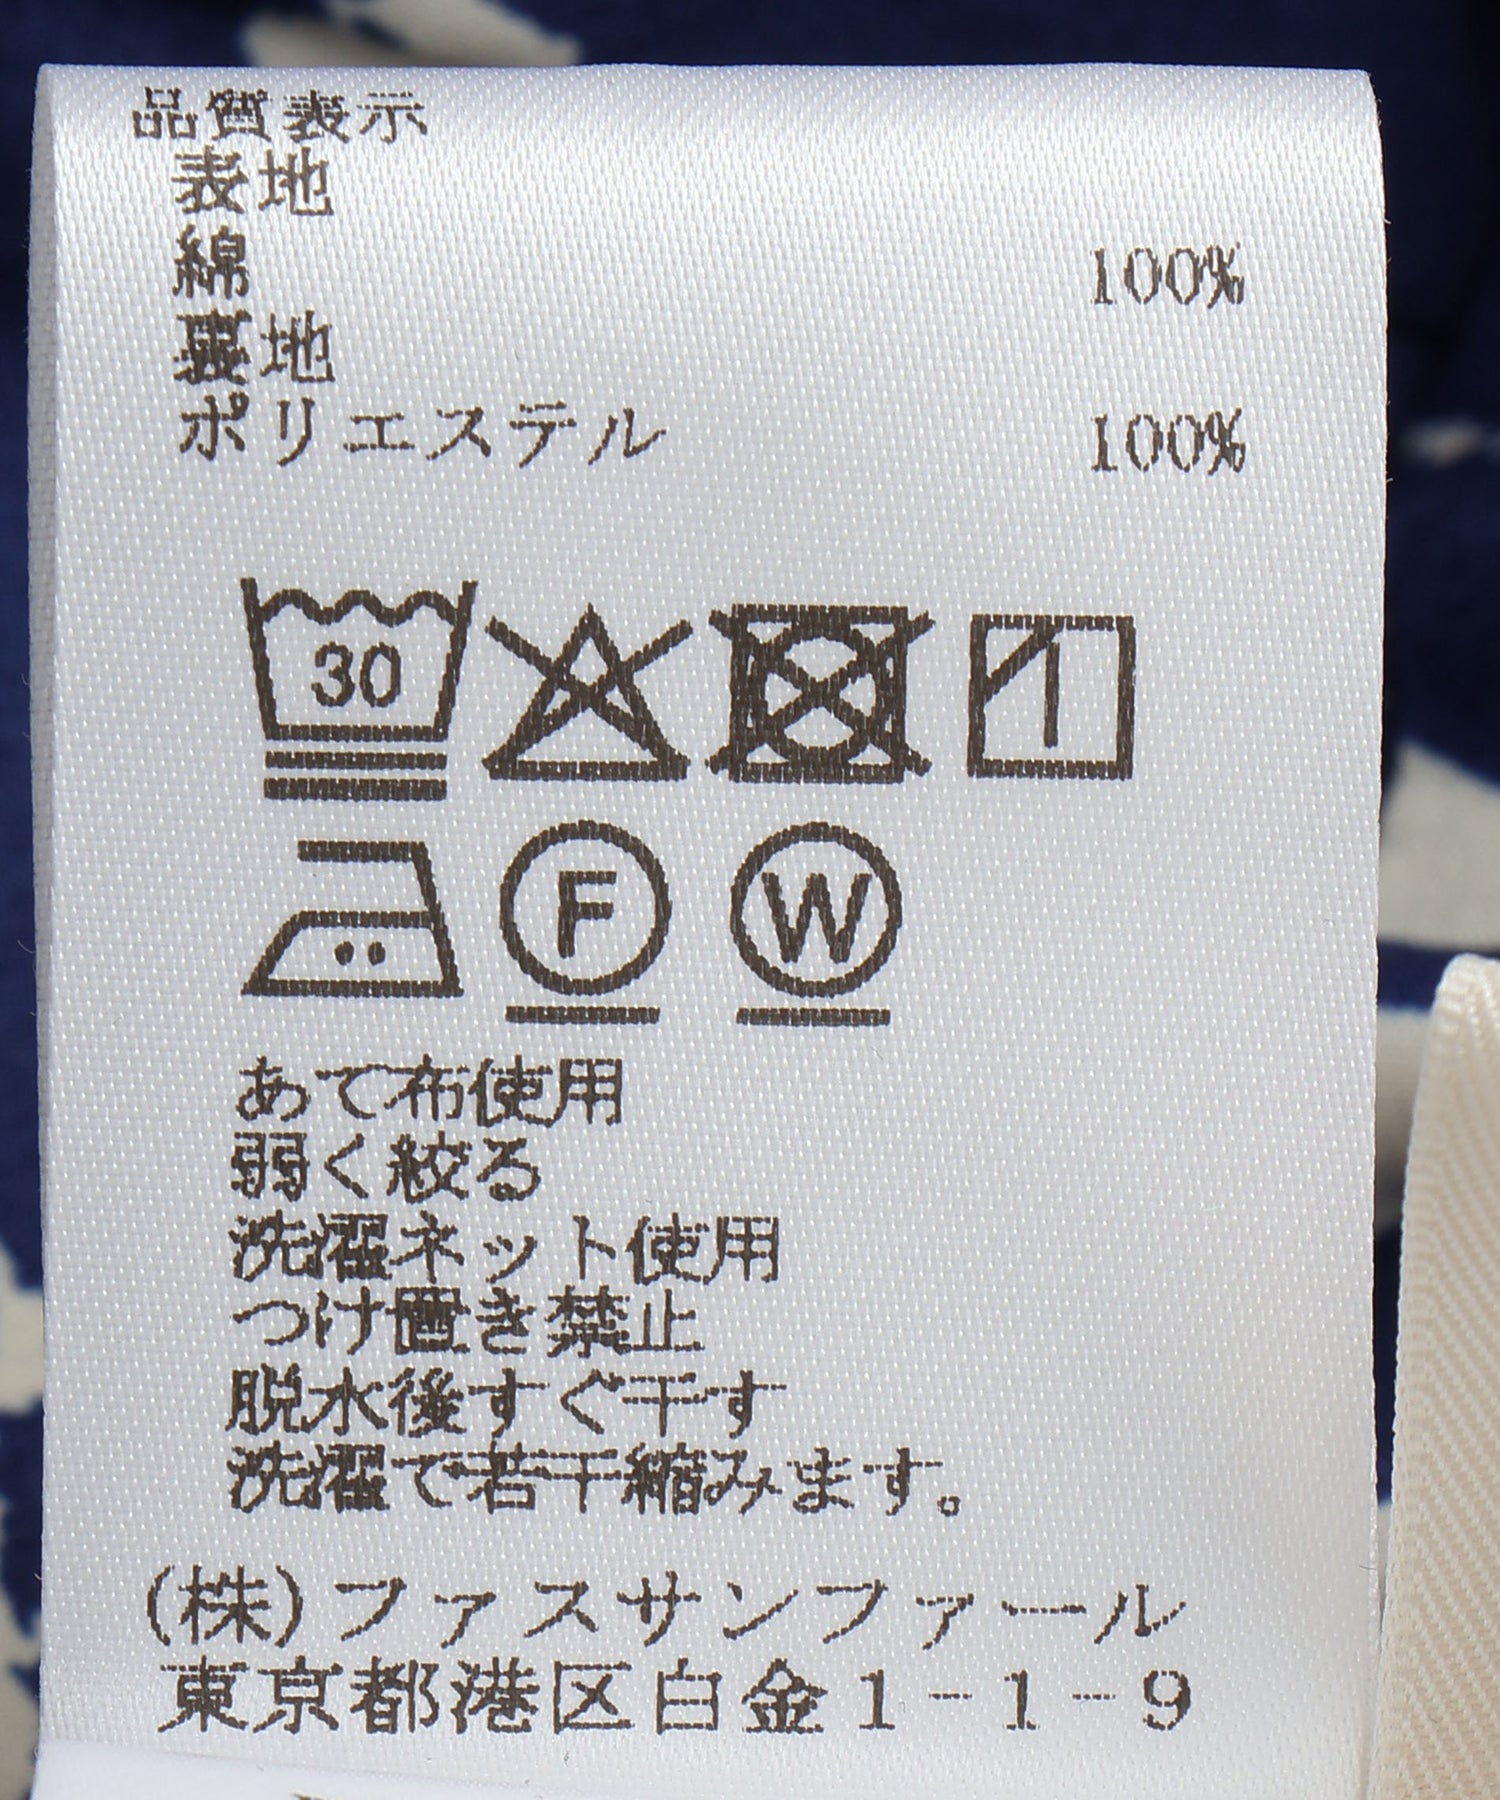 品質表示
表地
綿 100%
裏地
ポリエステル 100%
30
F W
あて布使用
弱く絞る
洗濯ネット使用
つけ置き禁止
脱水後すぐ干す
洗濯で若干縮みます。
(株)ファスサンファール
東京都港区白金1-1-9